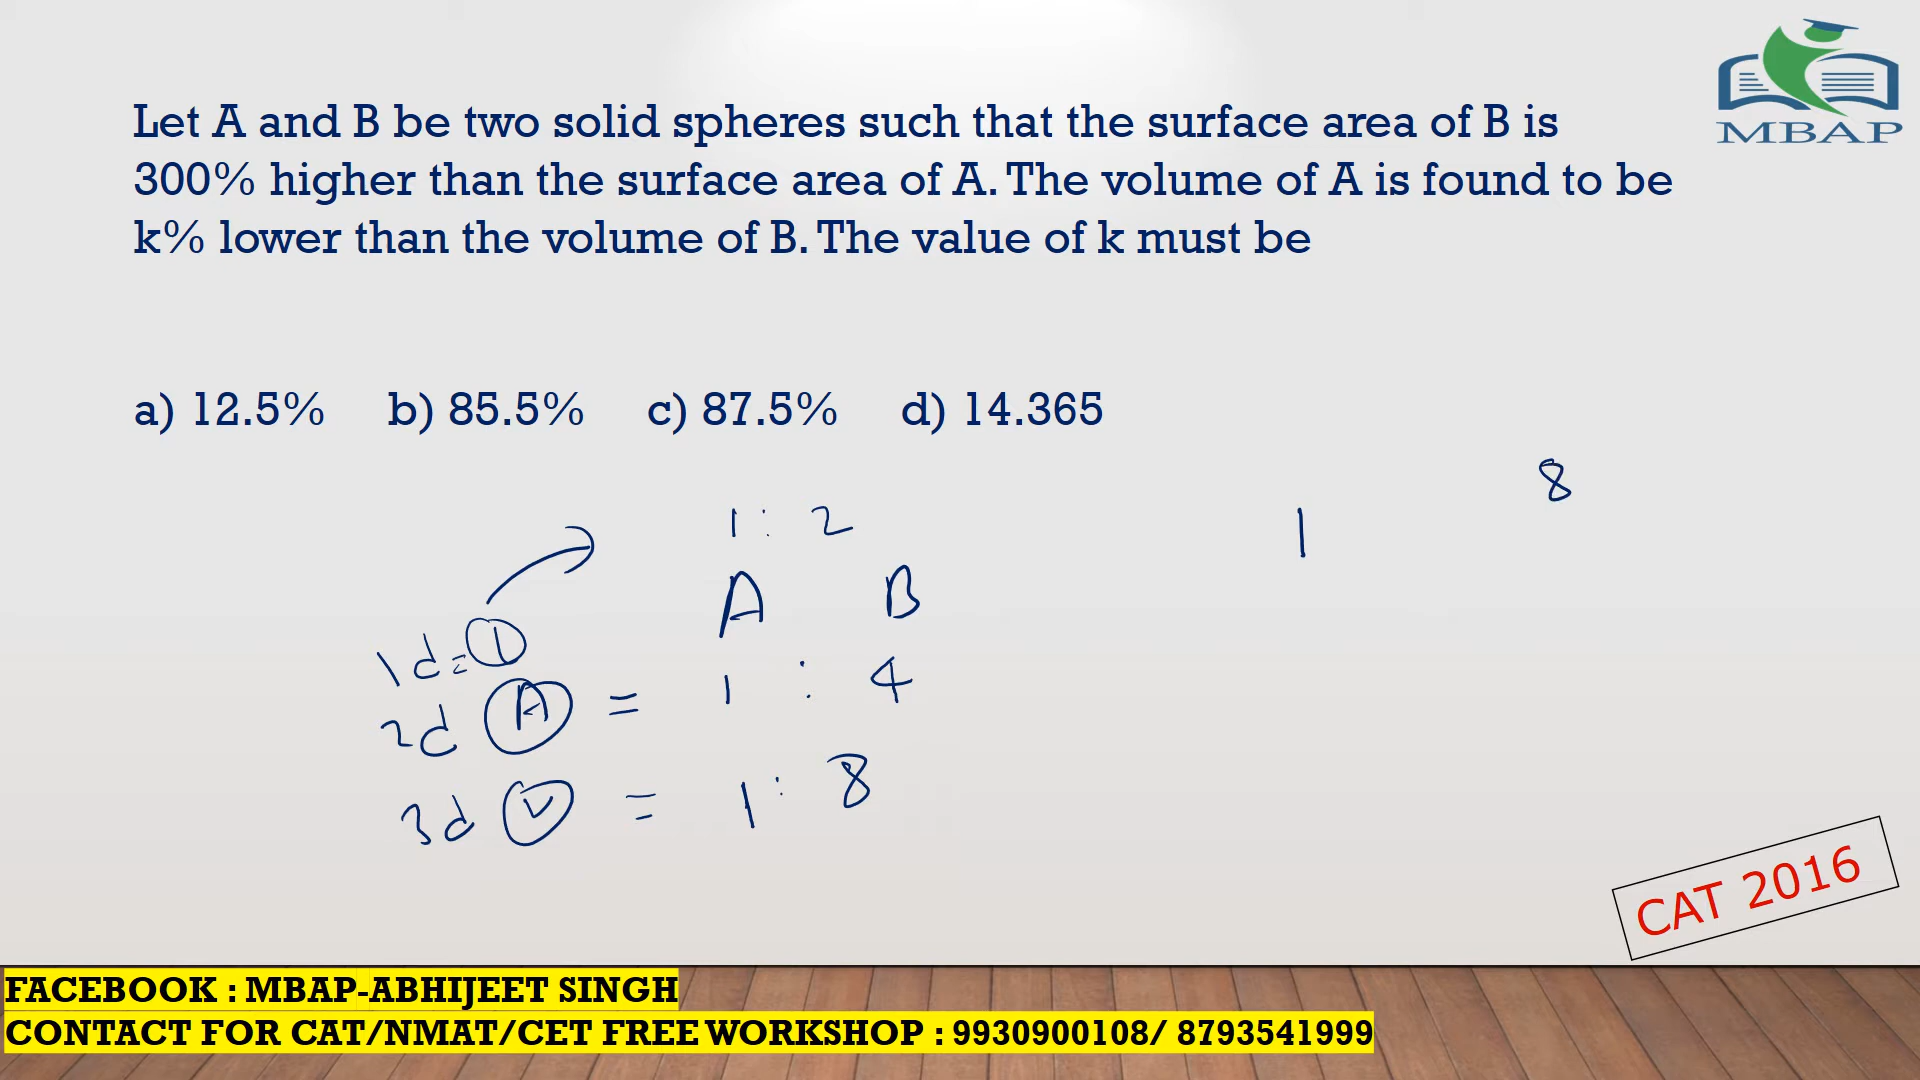 MBAP
Let A and B be two solid spheres such that the surface area of B is
300% higher than the surface area of A. The volume of A is found to be
k% lower than the volume of B. The value of k must be
a) 12.5% b) 85.5% c) 87.5% d) 14.365
1 8
1 : 2
A B
1d = 1
2d A = 1 : 4
3d V = 1 : 8
CAT 2016
FACEBOOK : MBAP-ABHIJEET SINGH
CONTACT FOR CAT/NMAT/CET FREE WORKSHOP : 9930900108/ 8793541999